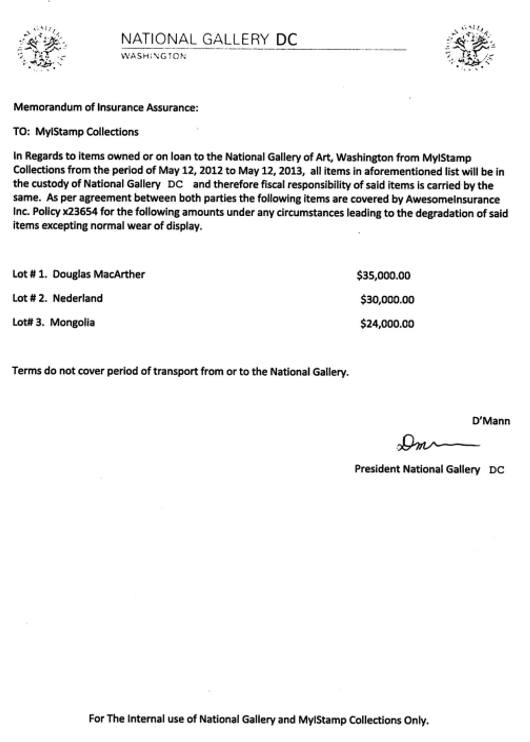 NATIONAL GALLERY DC
WASHINGTON
Memorandum of Insurance Assurance:
TO: MyIStamp Collections
In Regards to items owned or on loan to the National Gallery of Art, Washington from MyIStamp
Collections from the period of May 12, 2012 to May 12, 2013, all items in aforementioned list will be in
the custody of National Gallery DC and therefore fiscal responsibility of said items is carried by the
same. As per agreement between both parties the following items are covered by AwesomeInsurance
Inc. Policy x23654 for the following amounts under any circumstances leading to the degradation of said
items excepting normal wear of display.
Lot # 1. Douglas MacArther $35,000.00
Lot # 2. Nederland $30,000.00
Lot# 3. Mongolia $24,000.00
Terms do not cover period of transport from or to the National Gallery.
D'Mann
President National Gallery DC
For The Internal use of National Gallery and MyIStamp Collections Only.